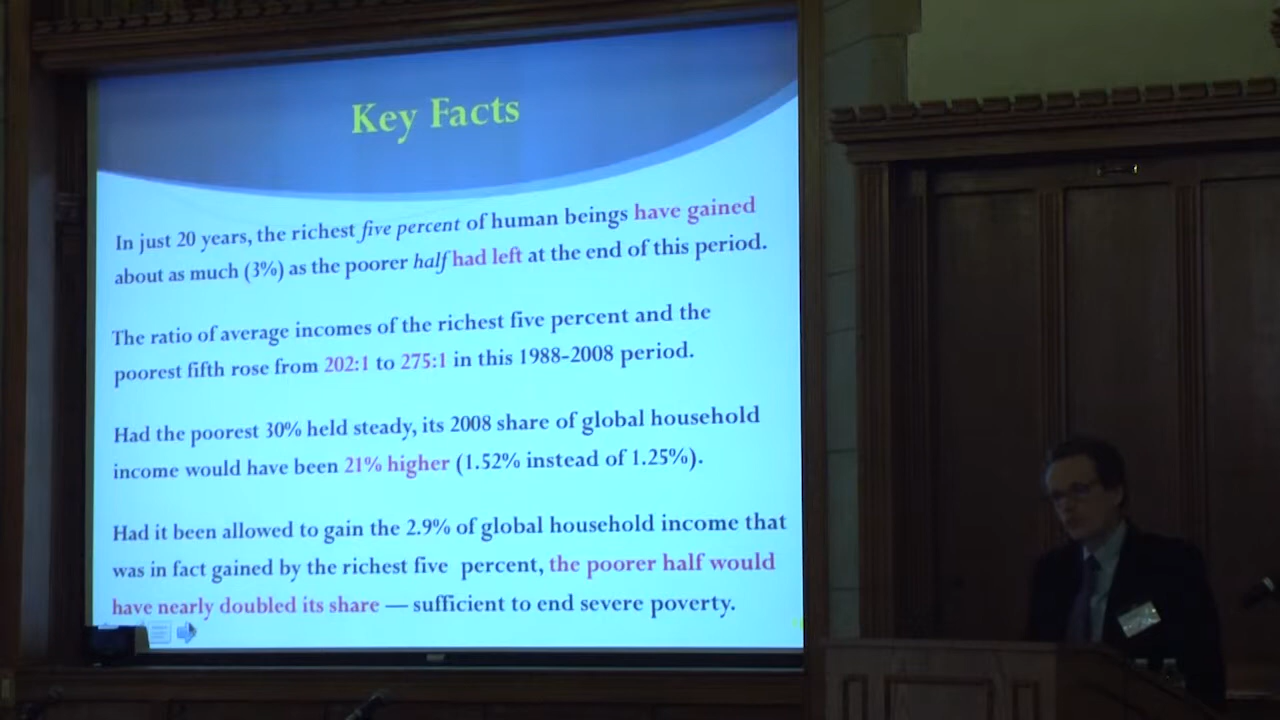 Key Facts
In just 20 years, the richest five percent of human beings have gained
about as much (3%) as the poorer half had left at the end of this period.
The ratio of average incomes of the richest five percent and the
poorest fifth rose from 202:1 to 275:1 in this 1988-2008 period.
Had the poorest 30% held steady, its 2008 share of global household
income would have been 21% higher (1.52% instead of 1.25%).
Had it been allowed to gain the 2.9% of global household income that
was in fact gained by the richest five percent, the poorer half would
have nearly doubled its share — sufficient to end severe poverty.